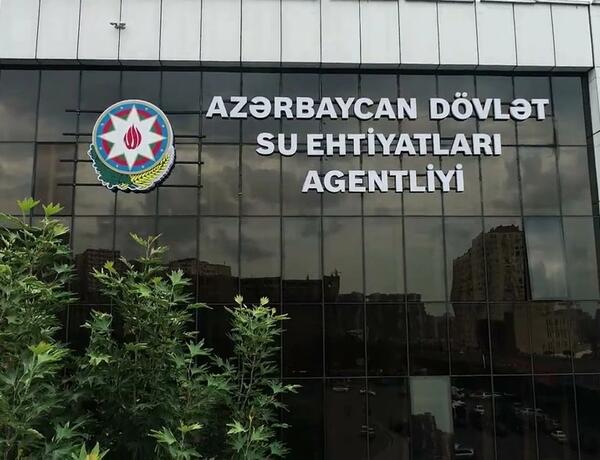 AZƏRBAYCAN DÖVLƏT
SU EHTİYATLARI
AGENTLİYİ